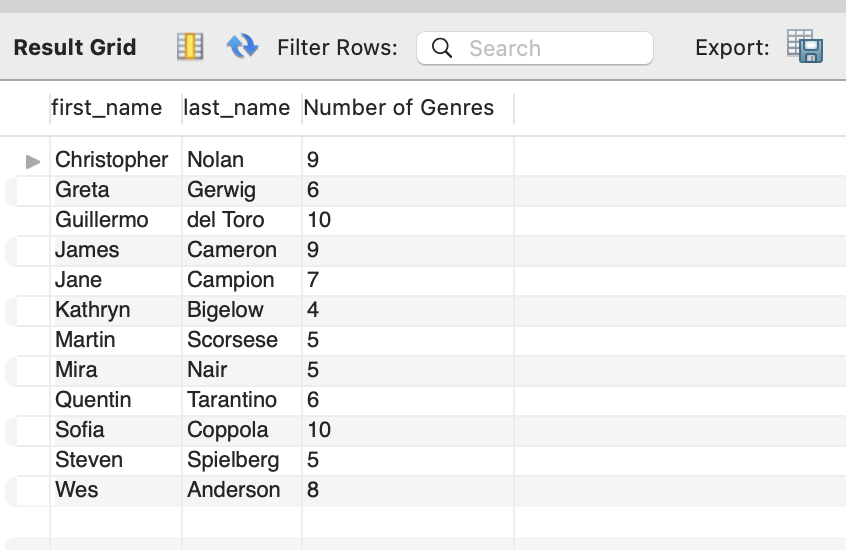 Result Grid Filter Rows: Search Export:
first_name last_name Number of Genres
Christopher Nolan 9
Greta Gerwig 6
Guillermo del Toro 10
James Cameron 9
Jane Campion 7
Kathryn Bigelow 4
Martin Scorsese 5
Mira Nair 5
Quentin Tarantino 6
Sofia Coppola 10
Steven Spielberg 5
Wes Anderson 8